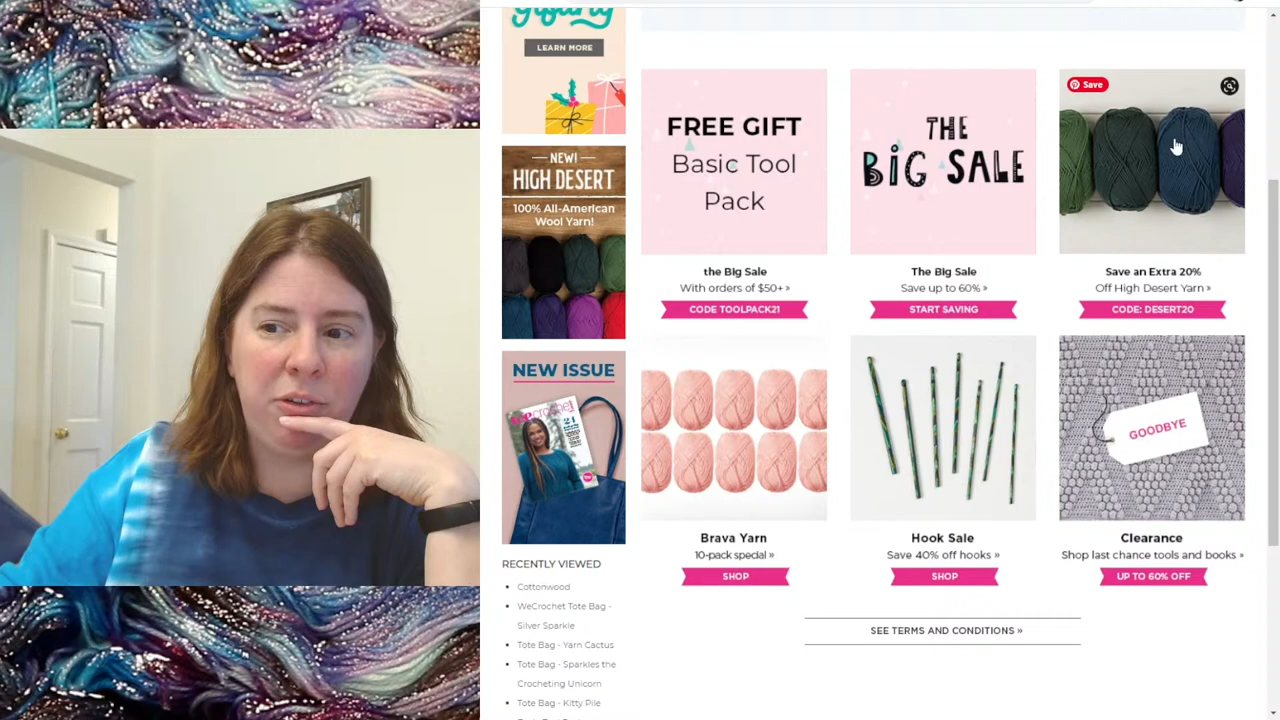 LEARN MORE
NEW!
HIGH DESERT
100% All-American
Wool Yarn!
NEW ISSUE
RECENTLY VIEWED
Cottonwood
WeCrochet Tote Bag -
Silver Sparkle
Tote Bag - Yarn Cactus
Tote Bag - Sparkles the
Crocheting Unicorn
Tote Bag - Kitty Pile
FREE GIFT
Basic Tool
Pack
the Big Sale
With orders of $50+ »
CODE TOOLPACK21
THE
BIG SALE
The Big Sale
Save up to 60% »
START SAVING
Save
Save an Extra 20%
Off High Desert Yarn »
CODE: DESERT20
Brava Yarn
10-pack special »
SHOP
Hook Sale
Save 40% off hooks »
SHOP
GOODBYE
Clearance
Shop last chance tools and books »
UP TO 60% OFF
SEE TERMS AND CONDITIONS »